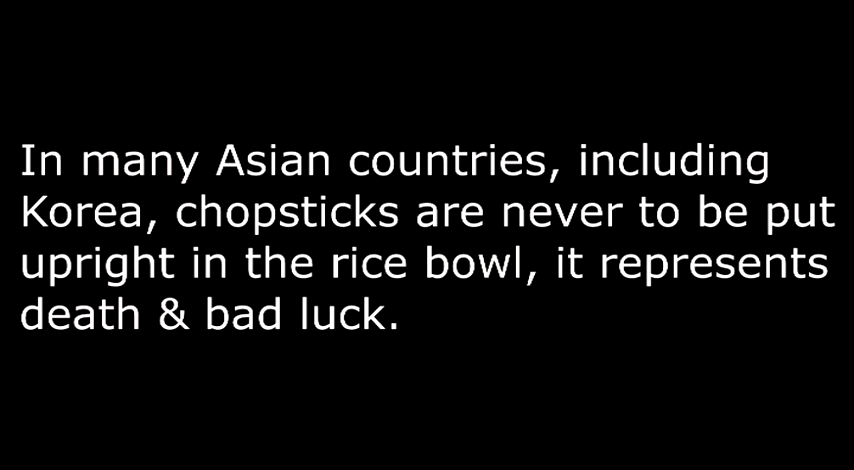 In many Asian countries, including
Korea, chopsticks are never to be put
upright in the rice bowl, it represents
death & bad luck.